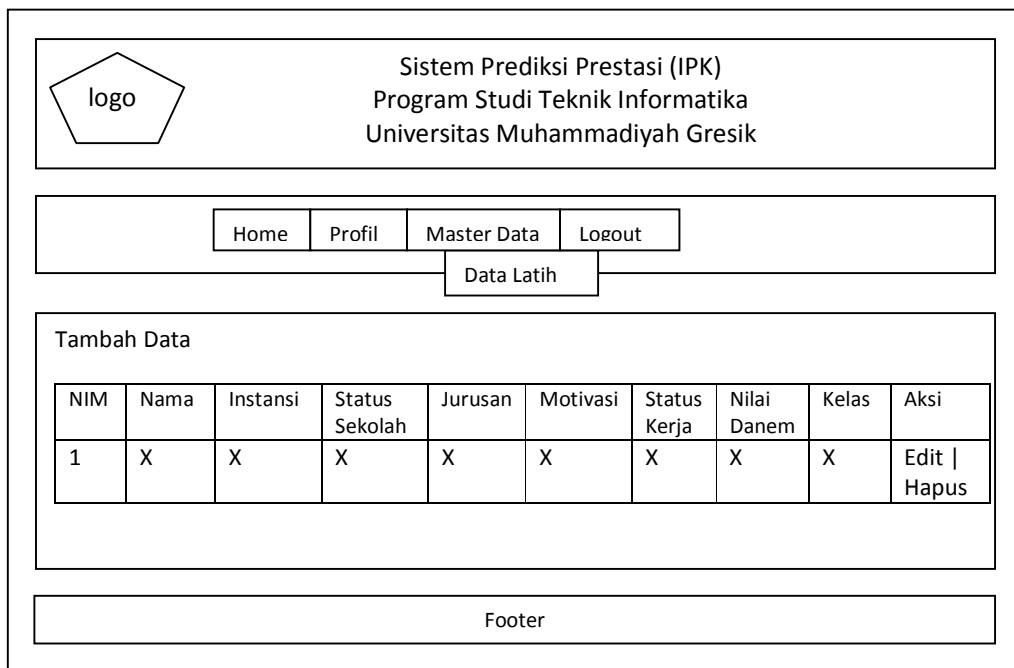 logo
Sistem Prediksi Prestasi (IPK)
Program Studi Teknik Informatika
Universitas Muhammadiyah Gresik
Home Profil Master Data Logout
Data Latih
Tambah Data
NIM Nama Instansi Status Jurusan Motivasi Status Nilai Kelas Aksi
Sekolah Kerja Danem
1 X X X X X X X X Edit |
Hapus
Footer